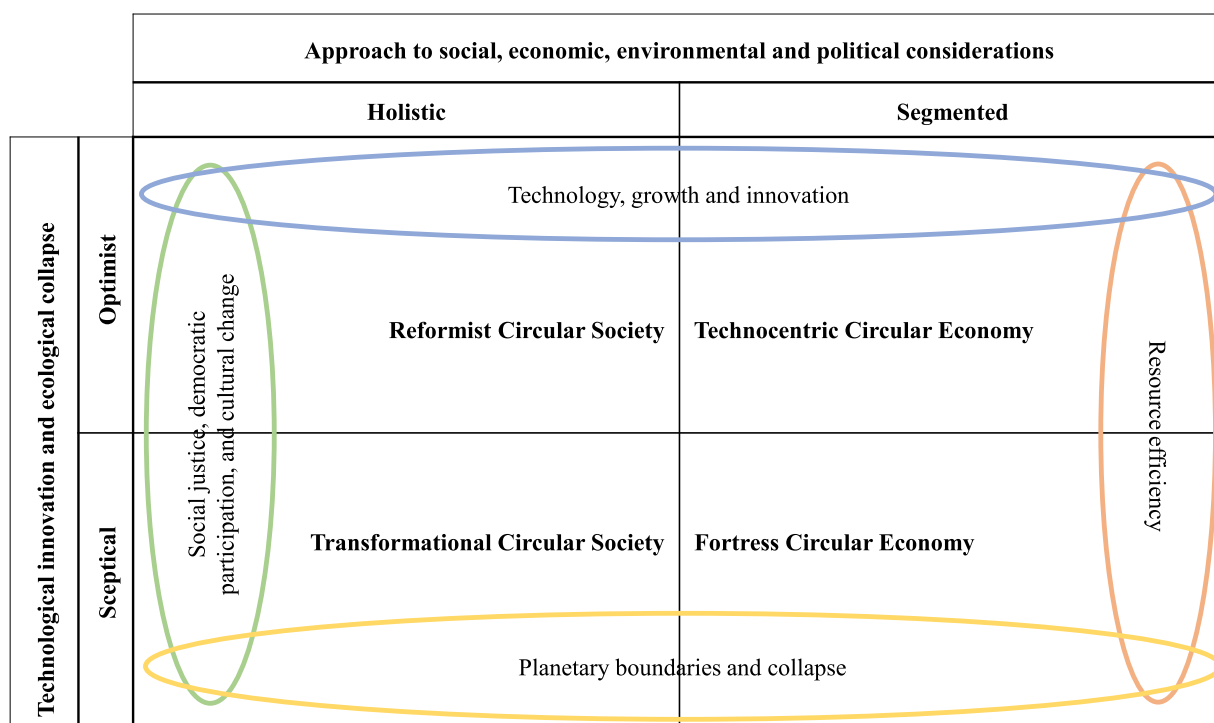 Approach to social, economic, environmental and political considerations
Holistic
Segmented
Technological innovation and ecological collapse
Optimist
Technology, growth and innovation
Reformist Circular Society
Technocentric Circular Economy
Social justice, democratic
participation, and cultural change
Resource efficiency
Sceptical
Transformational Circular Society
Fortress Circular Economy
Planetary boundaries and collapse